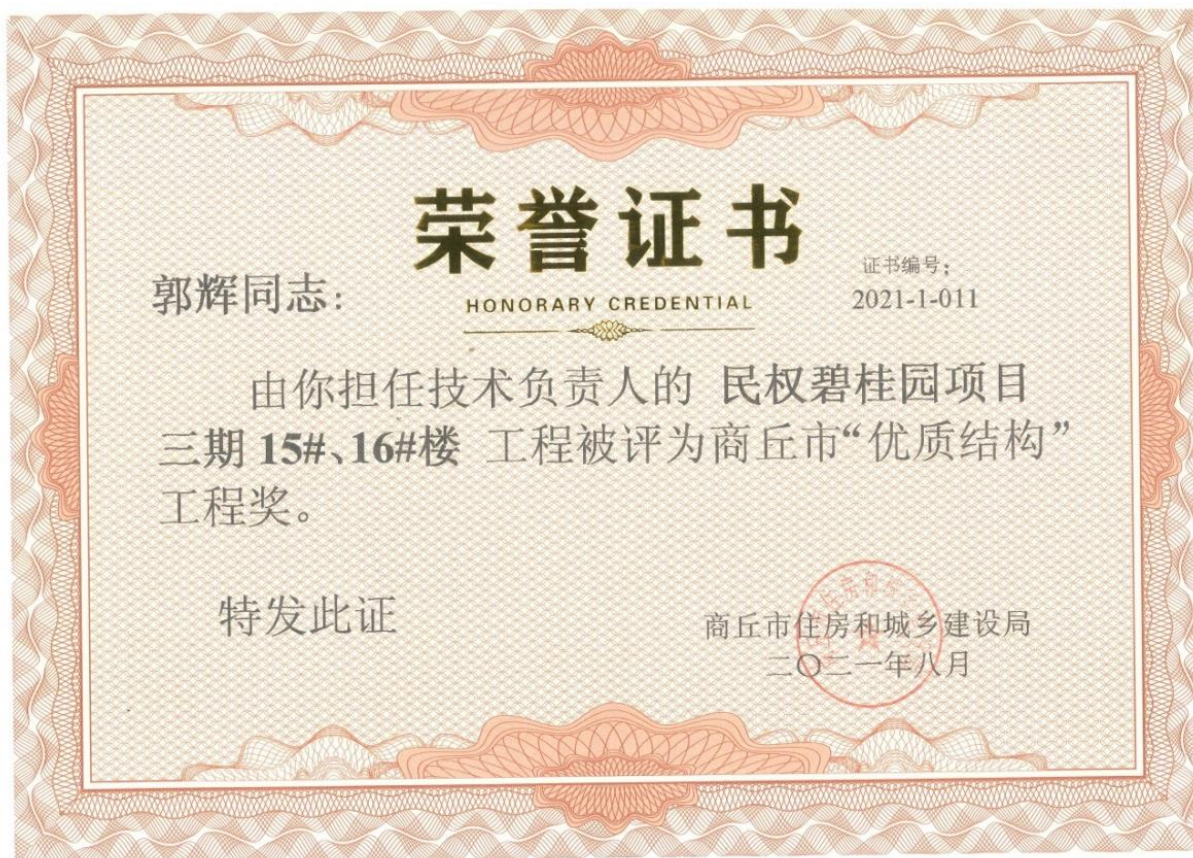 荣誉证书
HONORARY CREDENTIAL
证书编号:
2021-1-011
郭辉同志:
由你担任技术负责人的 民权碧桂园项目
三期 15#、16#楼 工程被评为商丘市“优质结构”
工程奖。
特发此证
商丘市住房和城乡建设局
二〇二一年八月